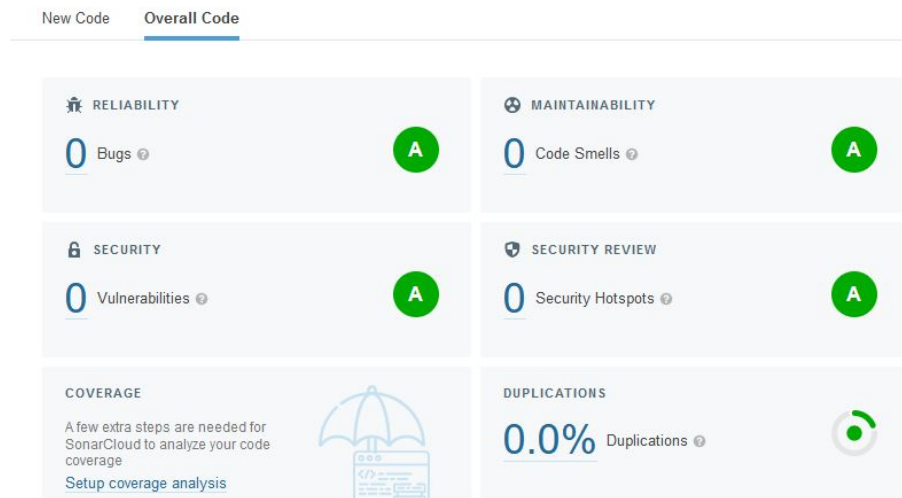 New Code Overall Code
RELIABILITY
0 Bugs ?
A
MAINTAINABILITY
0 Code Smells ?
A
SECURITY
0 Vulnerabilities ?
A
SECURITY REVIEW
0 Security Hotspots ?
A
COVERAGE
A few extra steps are needed for
SonarCloud to analyze your code
coverage
Setup coverage analysis
DUPLICATIONS
0.0% Duplications ?